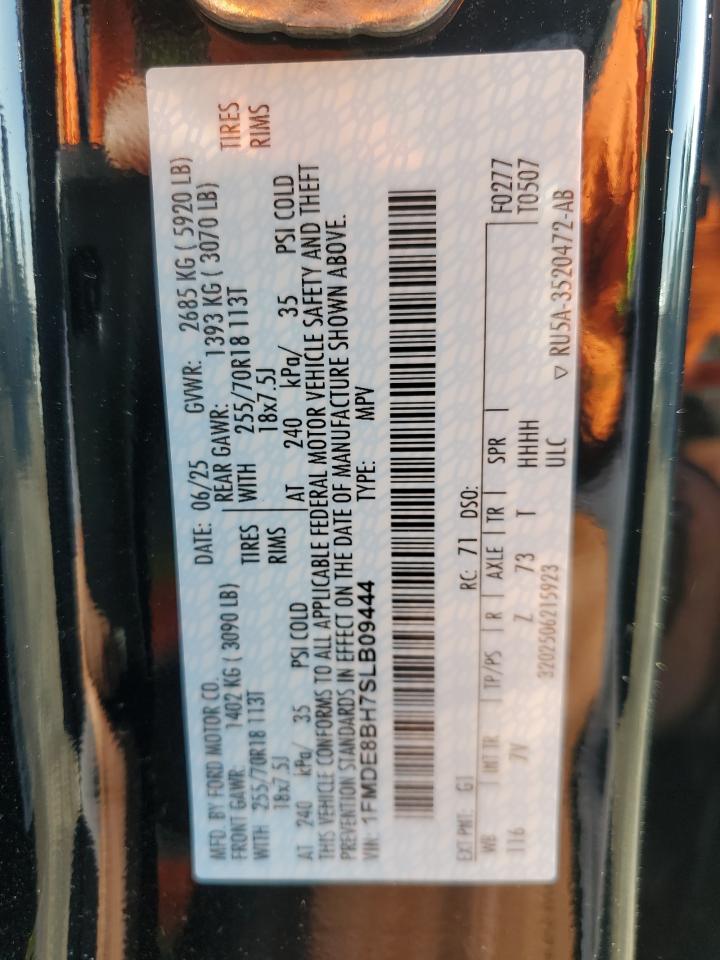 MFD. BY FORD MOTOR CO. DATE: 06/25 GVWR: 2685 KG ( 5920 LB)
FRONT GAWR: 1402 KG ( 3090 LB) REAR GAWR: 1393 KG ( 3070 LB)
WITH 255/70R18 113T TIRES WITH 255/70R18 113T TIRES
18x7.5J RIMS 18x7.5J RIMS
AT 240 kPa/ 35 PSI COLD AT 240 kPa/ 35 PSI COLD
THIS VEHICLE CONFORMS TO ALL APPLICABLE FEDERAL MOTOR VEHICLE SAFETY AND THEFT
PREVENTION STANDARDS IN EFFECT ON THE DATE OF MANUFACTURE SHOWN ABOVE.
VIN: 1FMDE8BH7SLB09444 TYPE: MPV
EXT PNT: G1 RC: 71 DSO: F0277
WB INT TR TP/PS R AXLE TR SPR T0507
116 7V Z 73 T HHHH
3202506215923 ULC ▽ RU5A-3520472-AB